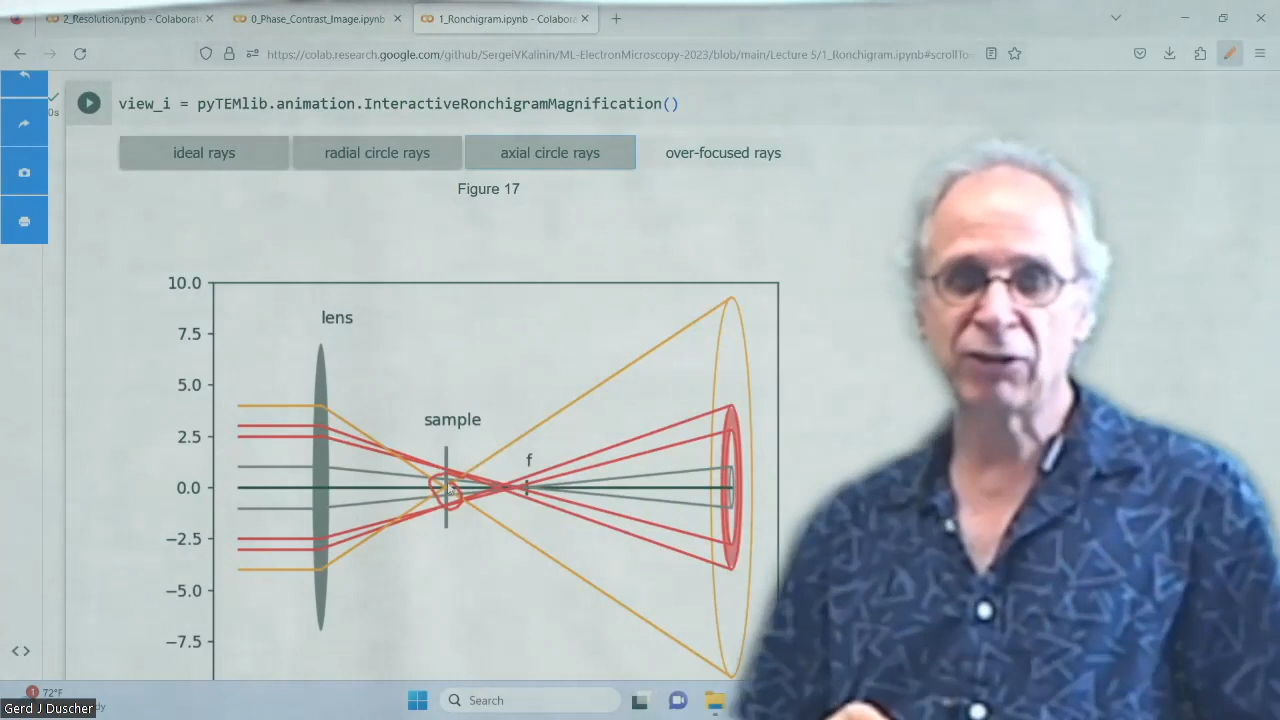 2_Resolution.ipynb - Colaborat
0_Phase_Contrast_Image.ipynb
1_Ronchigram.ipynb - Colabora
https://colab.research.google.com/github/SergeiVKalinin/ML-ElectronMicroscopy-2023/blob/main/Lecture 5/1_Ronchigram.ipynb#scrollTo
0s
view_i = pyTEMlib.animation.InteractiveRonchigramMagnification()
ideal rays
radial circle rays
axial circle rays
over-focused rays
Figure 17
10.0
lens
7.5
5.0
sample
2.5
f
0.0
−2.5
−5.0
−7.5
1
72°F
Search
Gerd J Duscher